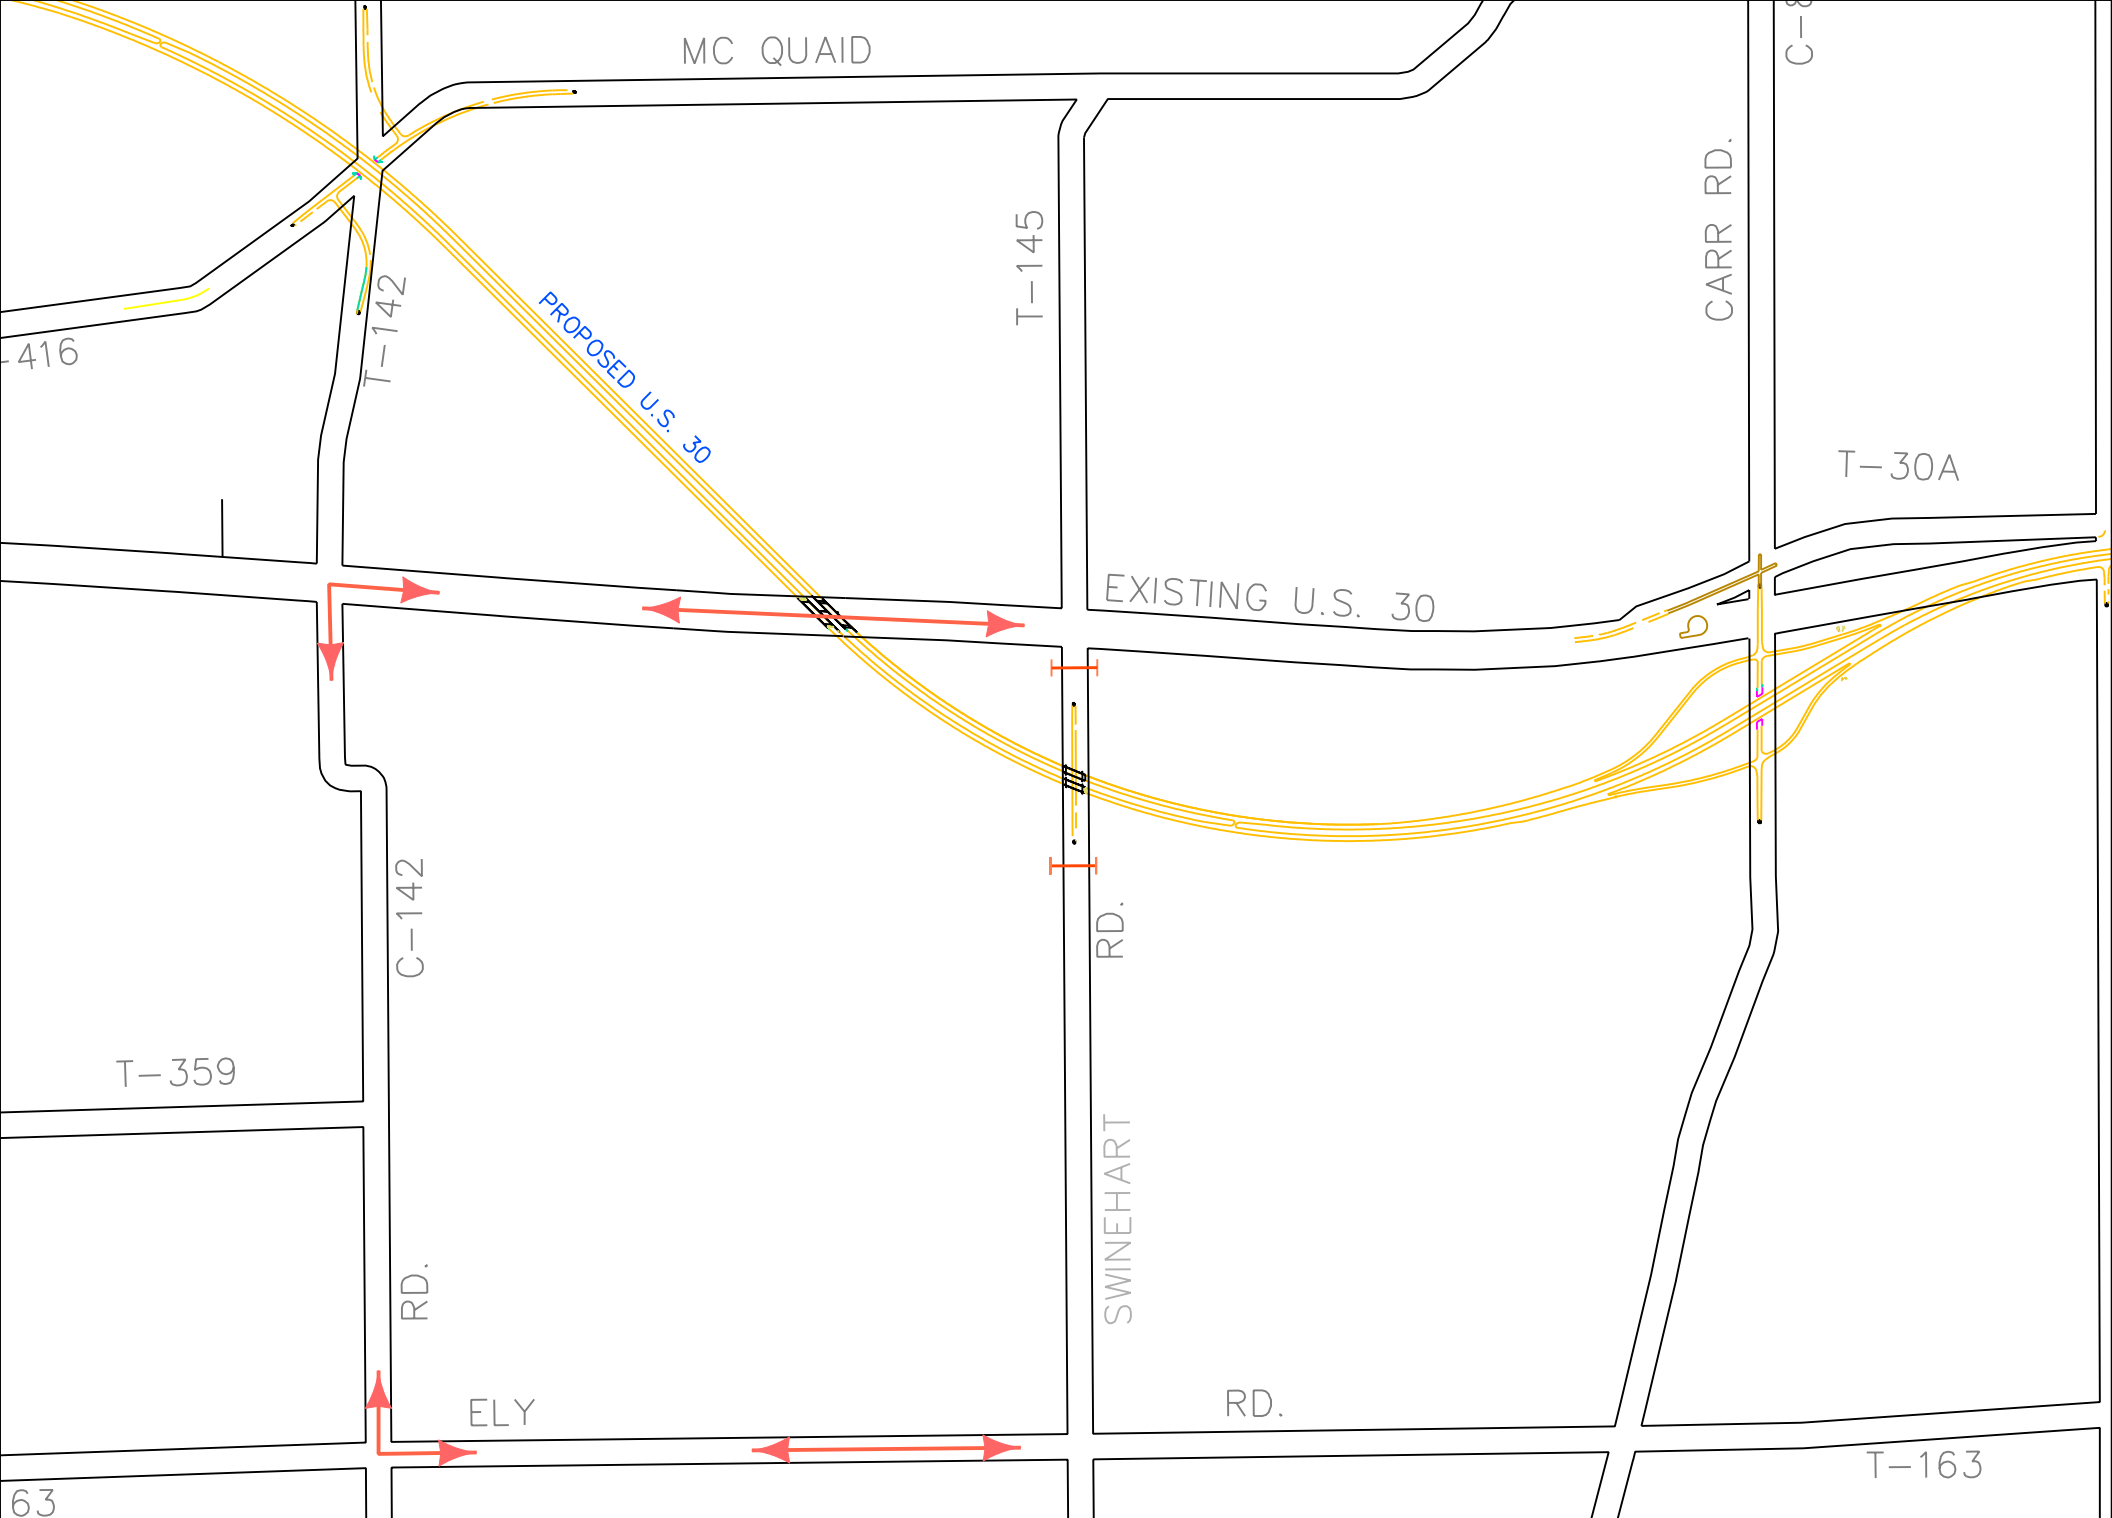 MC QUAID
C-8
CARR RD.
T-145
T-142
PROPOSED U.S. 30
-416
T-30A
EXISTING U.S. 30
C-142
RD.
T-359
SWINEHART
RD.
ELY
RD.
T-163
63